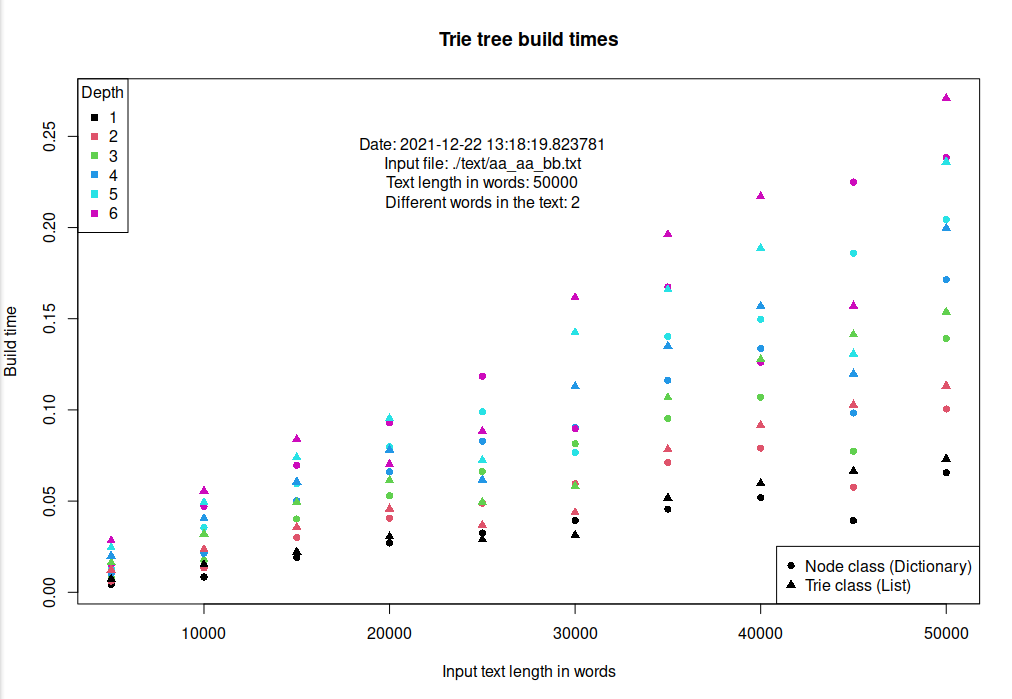 Trie tree build times
Depth
1
2
3
4
5
6
Date: 2021-12-22 13:18:19.823781
Input file: ./text/aa_aa_bb.txt
Text length in words: 50000
Different words in the text: 2
Build time
0.25
0.20
0.15
0.10
0.05
0.00
Node class (Dictionary)
Trie class (List)
10000 20000 30000 40000 50000
Input text length in words